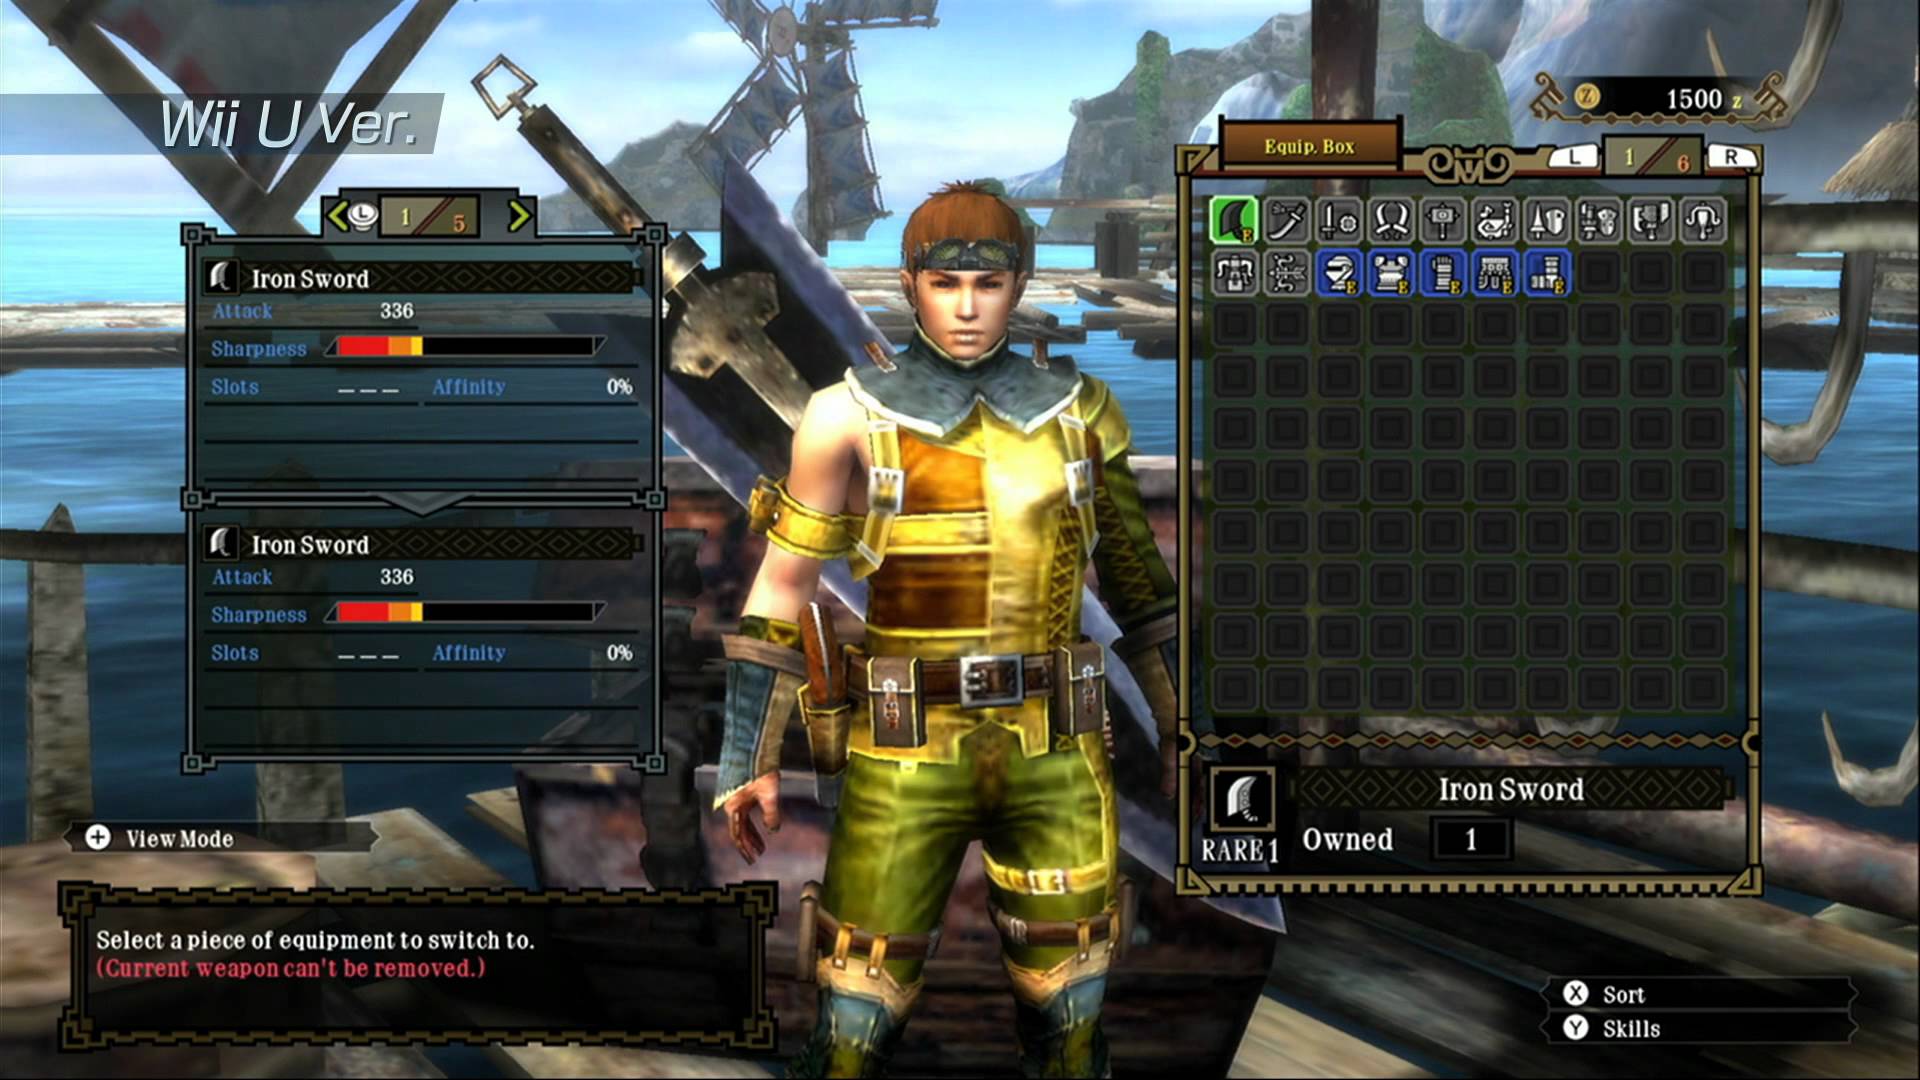 Wii U Ver.
1500 z
Equip. Box
L 1 / 6 R
L 1 / 5
Iron Sword
Attack 336
Sharpness
Slots --- Affinity 0%
Iron Sword
Attack 336
Sharpness
Slots --- Affinity 0%
E
E E E E E
Iron Sword
RARE 1 Owned 1
+ View Mode
Select a piece of equipment to switch to.
(Current weapon can't be removed.)
X Sort
Y Skills